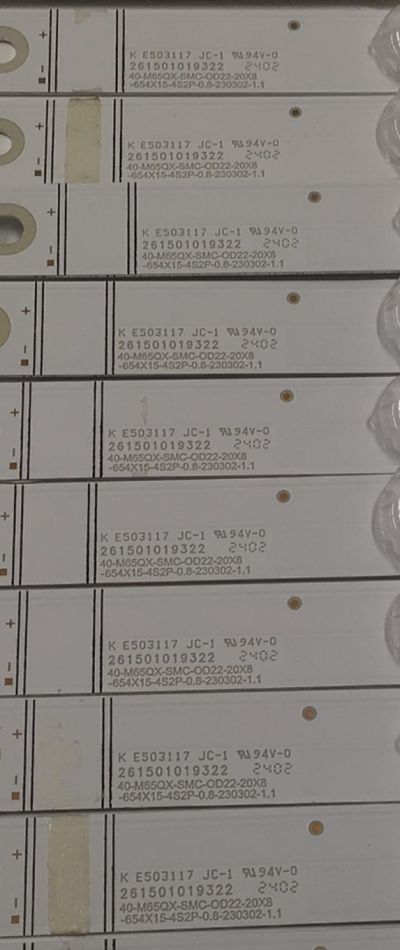 +
K E503117 JC-1 94V-0
261501019322 2402
40-M65QX-SMC-OD22-20X8
-654X15-4S2P-0.8-230302-1.1
-
+
K E503117 JC-1 94V-0
261501019322 2402
40-M65QX-SMC-OD22-20X8
-654X15-4S2P-0.8-230302-1.1
-
+
K E503117 JC-1 94V-0
261501019322 2402
40-M65QX-SMC-OD22-20X8
-654X15-4S2P-0.8-230302-1.1
-
+
K E503117 JC-1 94V-0
261501019322 2402
40-M65QX-SMC-OD22-20X8
-654X15-4S2P-0.8-230302-1.1
-
+
K E503117 JC-1 94V-0
261501019322 2402
40-M65QX-SMC-OD22-20X8
-654X15-4S2P-0.8-230302-1.1
-
+
K E503117 JC-1 94V-0
261501019322 2402
40-M65QX-SMC-OD22-20X8
-654X15-4S2P-0.8-230302-1.1
-
+
K E503117 JC-1 94V-0
261501019322 2402
40-M65QX-SMC-OD22-20X8
-654X15-4S2P-0.8-230302-1.1
-
+
K E503117 JC-1 94V-0
261501019322 2402
40-M65QX-SMC-OD22-20X8
-654X15-4S2P-0.8-230302-1.1
-
+
K E503117 JC-1 94V-0
261501019322 2402
40-M65QX-SMC-OD22-20X8
-654X15-4S2P-0.8-230302-1.1
-